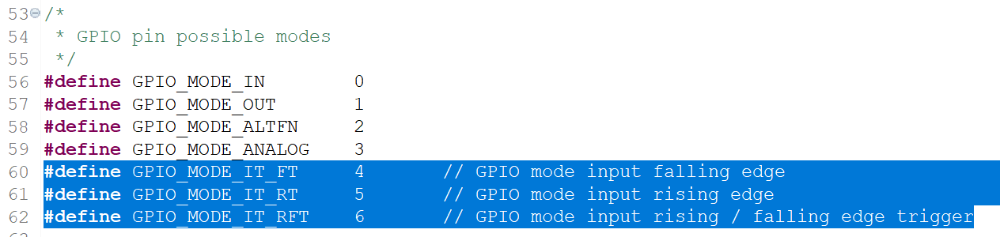 53 /*
54  * GPIO pin possible modes
55  */
56 #define GPIO_MODE_IN        0
57 #define GPIO_MODE_OUT       1
58 #define GPIO_MODE_ALTFN     2
59 #define GPIO_MODE_ANALOG    3
60 #define GPIO_MODE_IT_FT     4       // GPIO mode input falling edge
61 #define GPIO_MODE_IT_RT     5       // GPIO mode input rising edge
62 #define GPIO_MODE_IT_RFT    6       // GPIO mode input rising / falling edge trigger